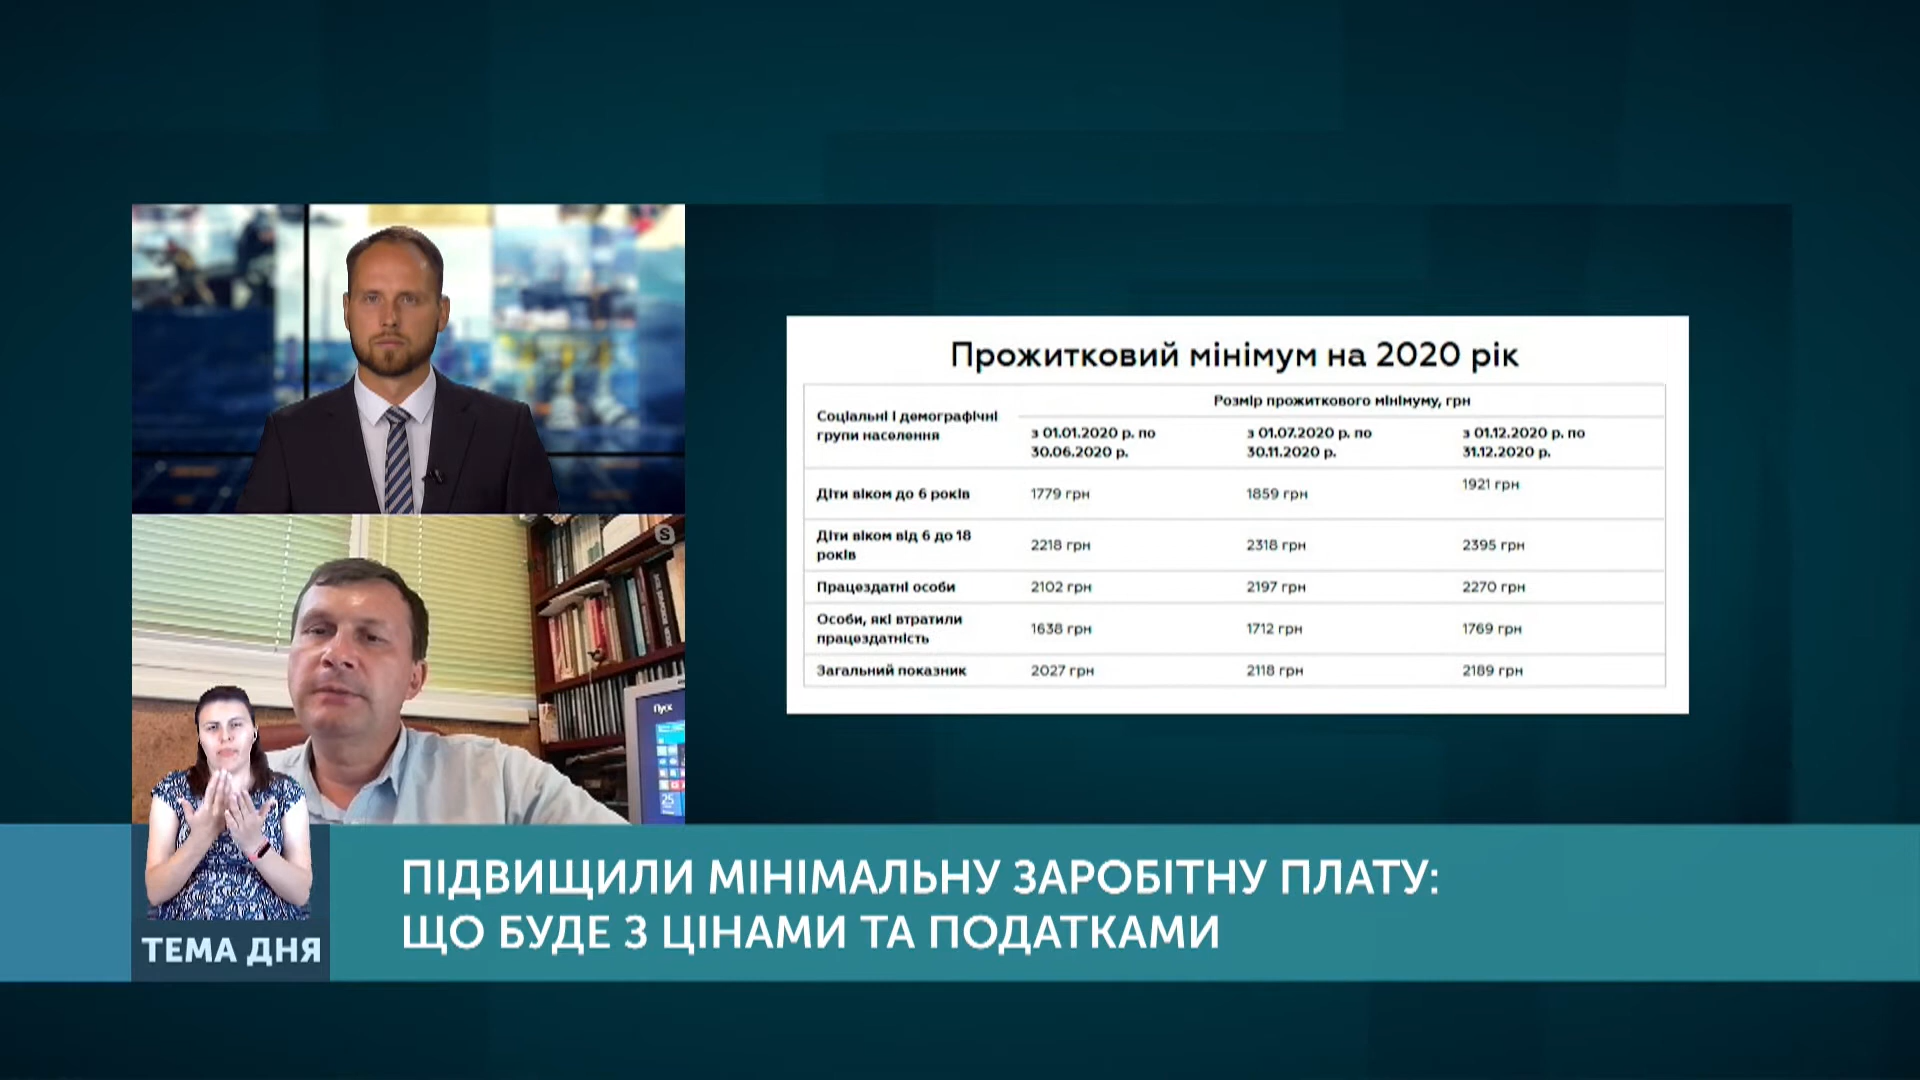 Прожитковий мінімум на 2020 рік
Соціальні і демографічні
групи населення
Розмір прожиткового мінімуму, грн
з 01.01.2020 р. по
30.06.2020 р.
з 01.07.2020 р. по
30.11.2020 р.
з 01.12.2020 р. по
31.12.2020 р.
Діти віком до 6 років 1779 грн 1859 грн 1921 грн
Діти віком від 6 до 18
років
2218 грн 2318 грн 2395 грн
Працездатні особи 2102 грн 2197 грн 2270 грн
Особи, які втратили
працездатність
1638 грн 1712 грн 1769 грн
Загальний показник 2027 грн 2118 грн 2189 грн
S
Пуск
25
ПІДВИЩИЛИ МІНІМАЛЬНУ ЗАРОБІТНУ ПЛАТУ:
ЩО БУДЕ З ЦІНАМИ ТА ПОДАТКАМИ
ТЕМА ДНЯ